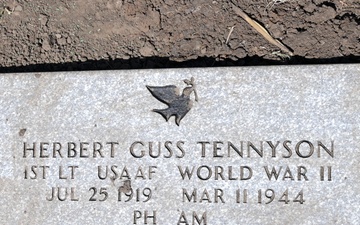 HERBERT GUSS TENNYSON
1ST LT USAAF WORLD WAR II
JUL 25 1919 MAR 11 1944
PH AM